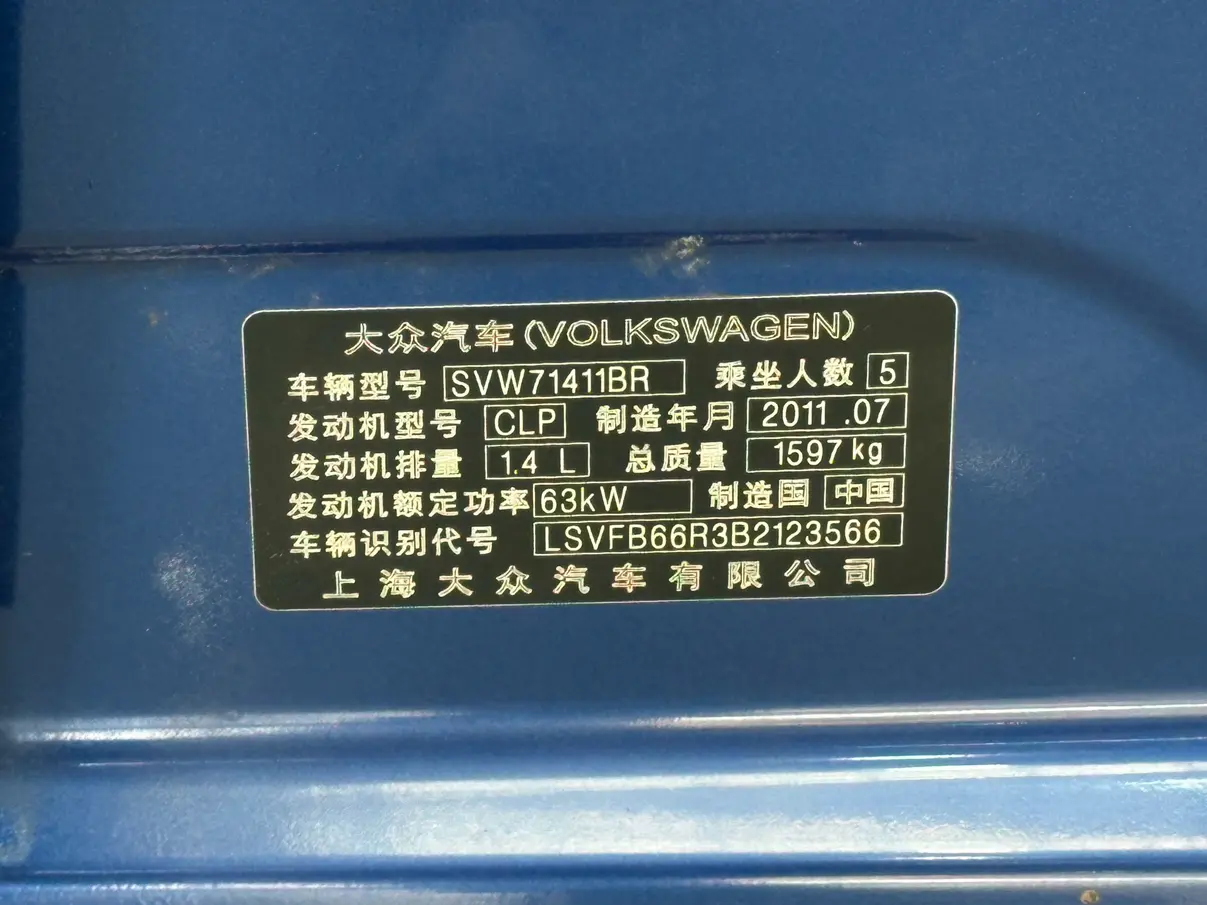 大众汽车(VOLKSWAGEN)
车辆型号 SVW71411BR 乘坐人数 5
发动机型号 CLP 制造年月 2011 .07
发动机排量 1.4 L 总质量 1597 kg
发动机额定功率 63kW 制造国 中国
车辆识别代号 LSVFB66R3B2123566
上海大众汽车有限公司